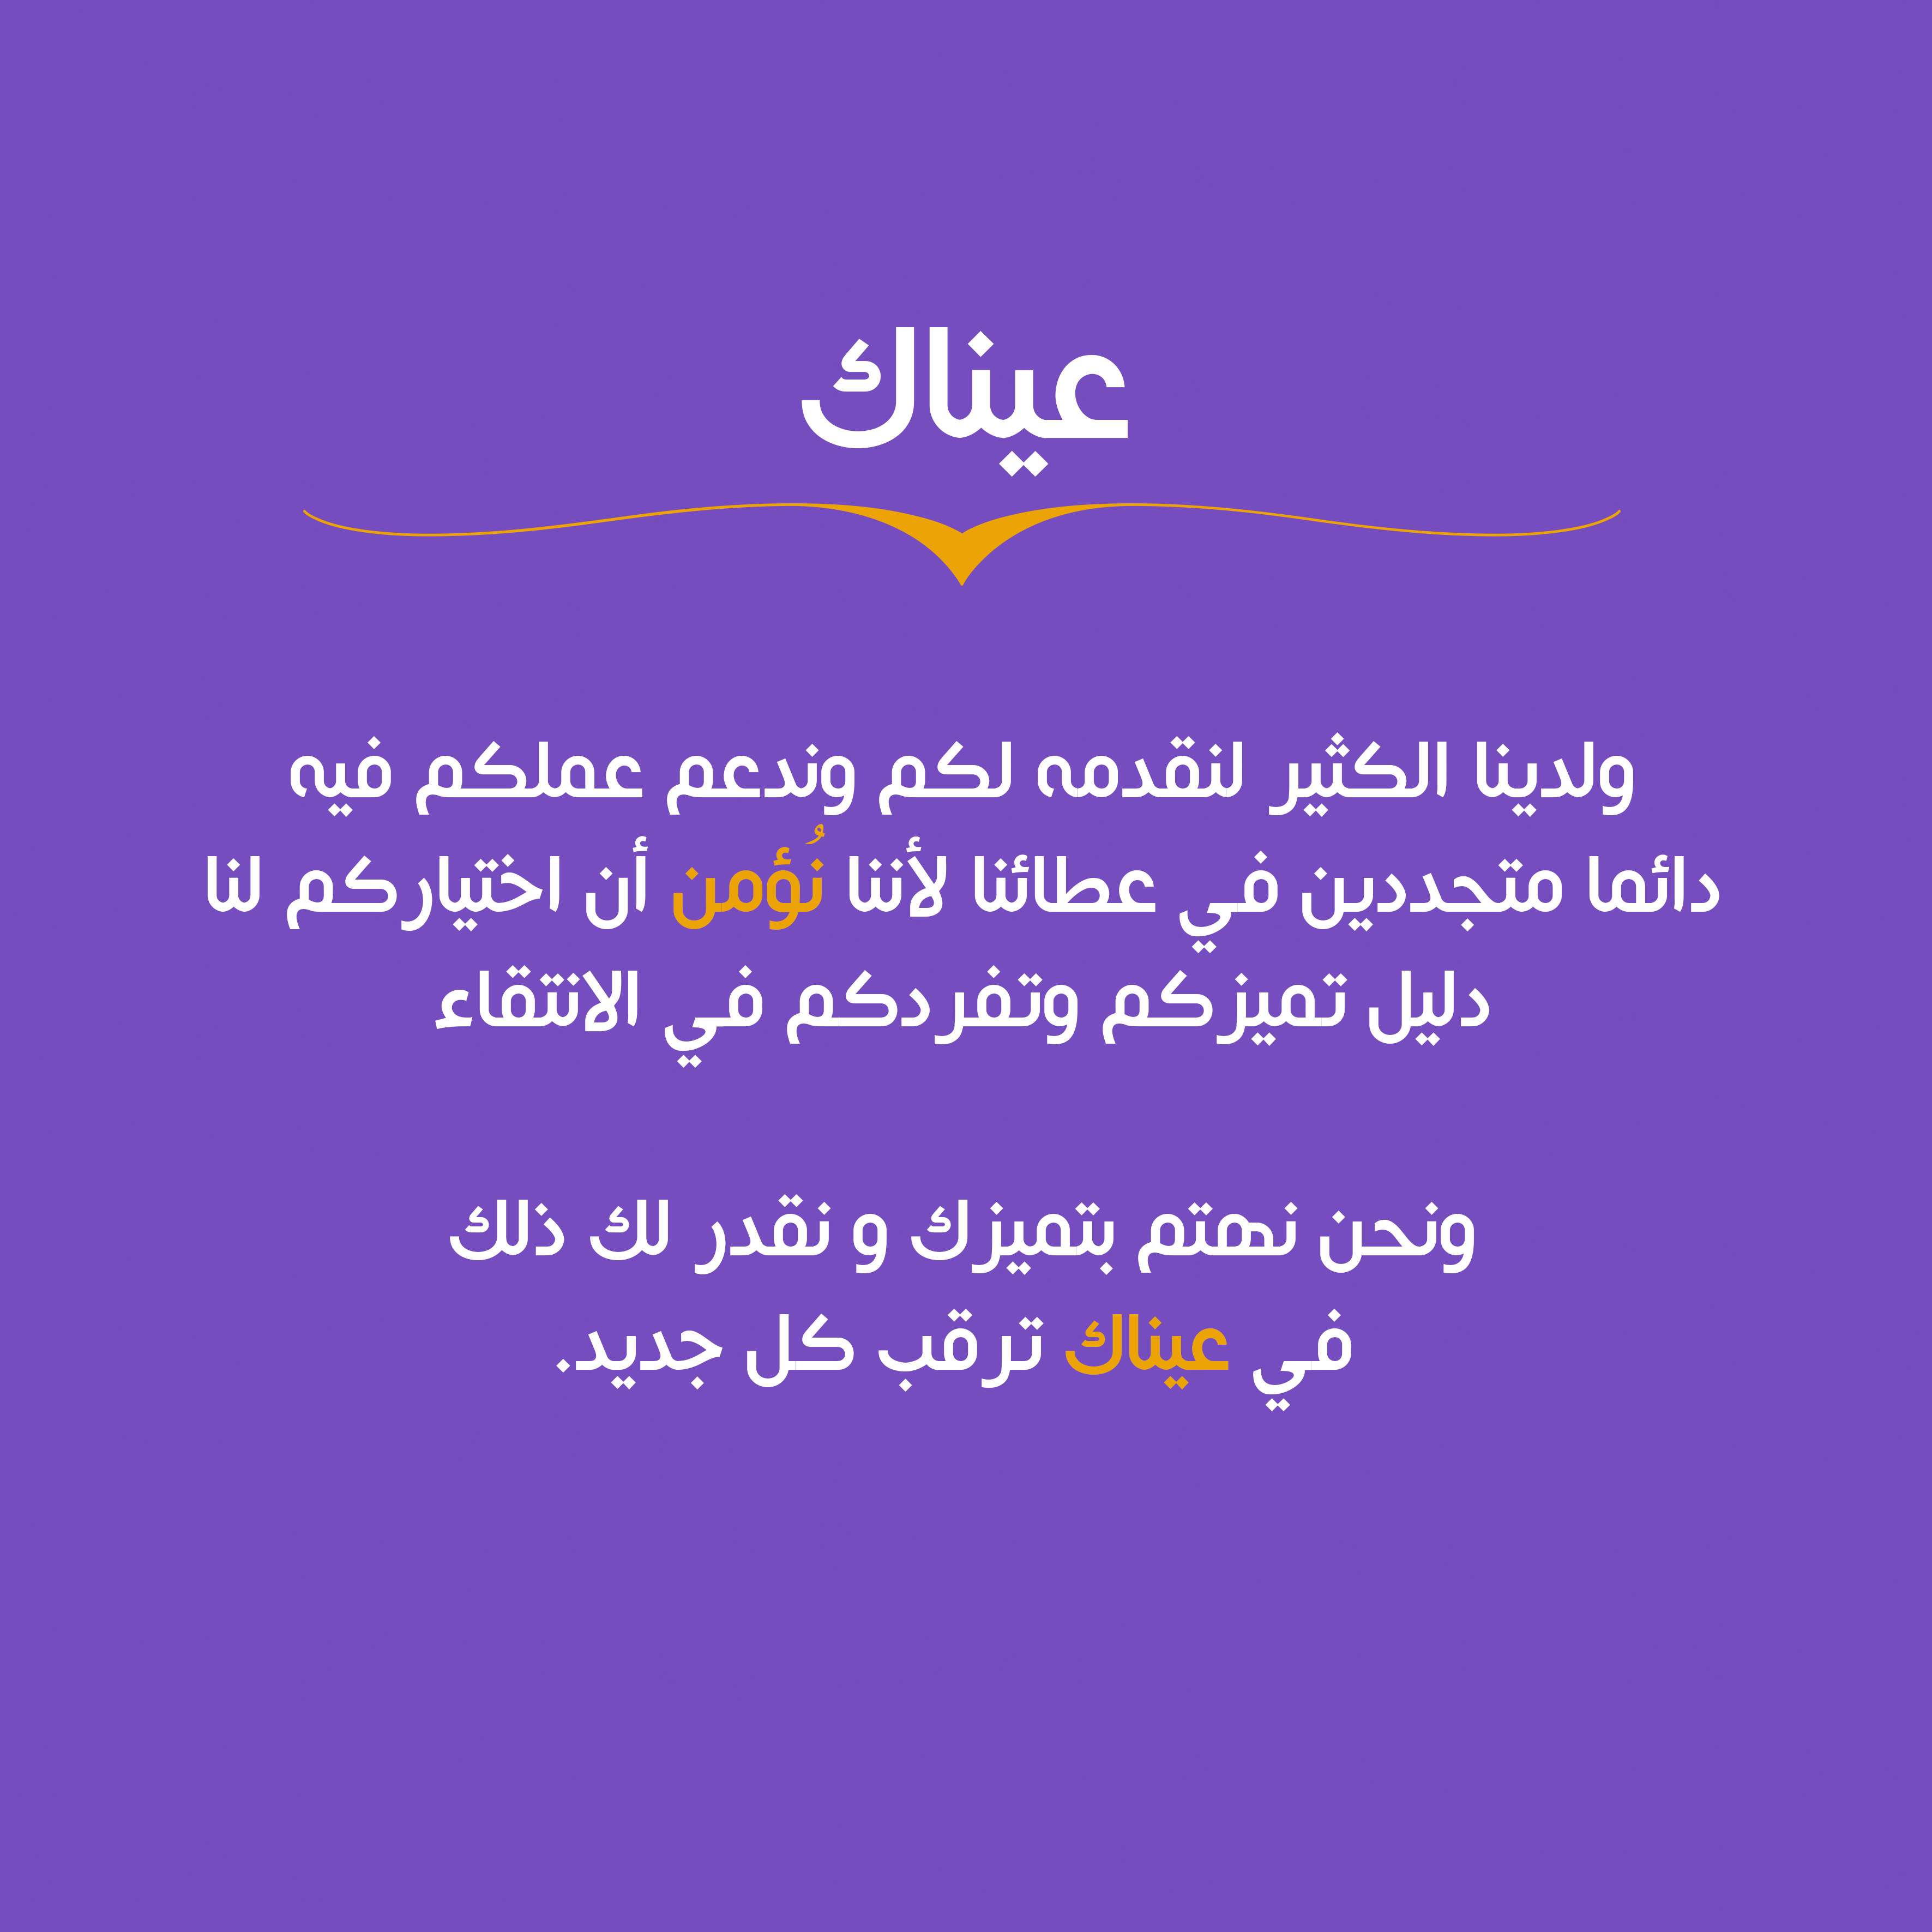 عيناك
ولدينا الكثير لنقدمه لكم وندعم عملكم فيه
دائما متجددين في عطائنا لأننا نُؤمن أن اختياركم لنا
دليل تميزكم وتفردكم في الانتقاء
ونحن نهتم بتميزك و نقدر لك ذلك
في عيناك ترقب كل جديد.